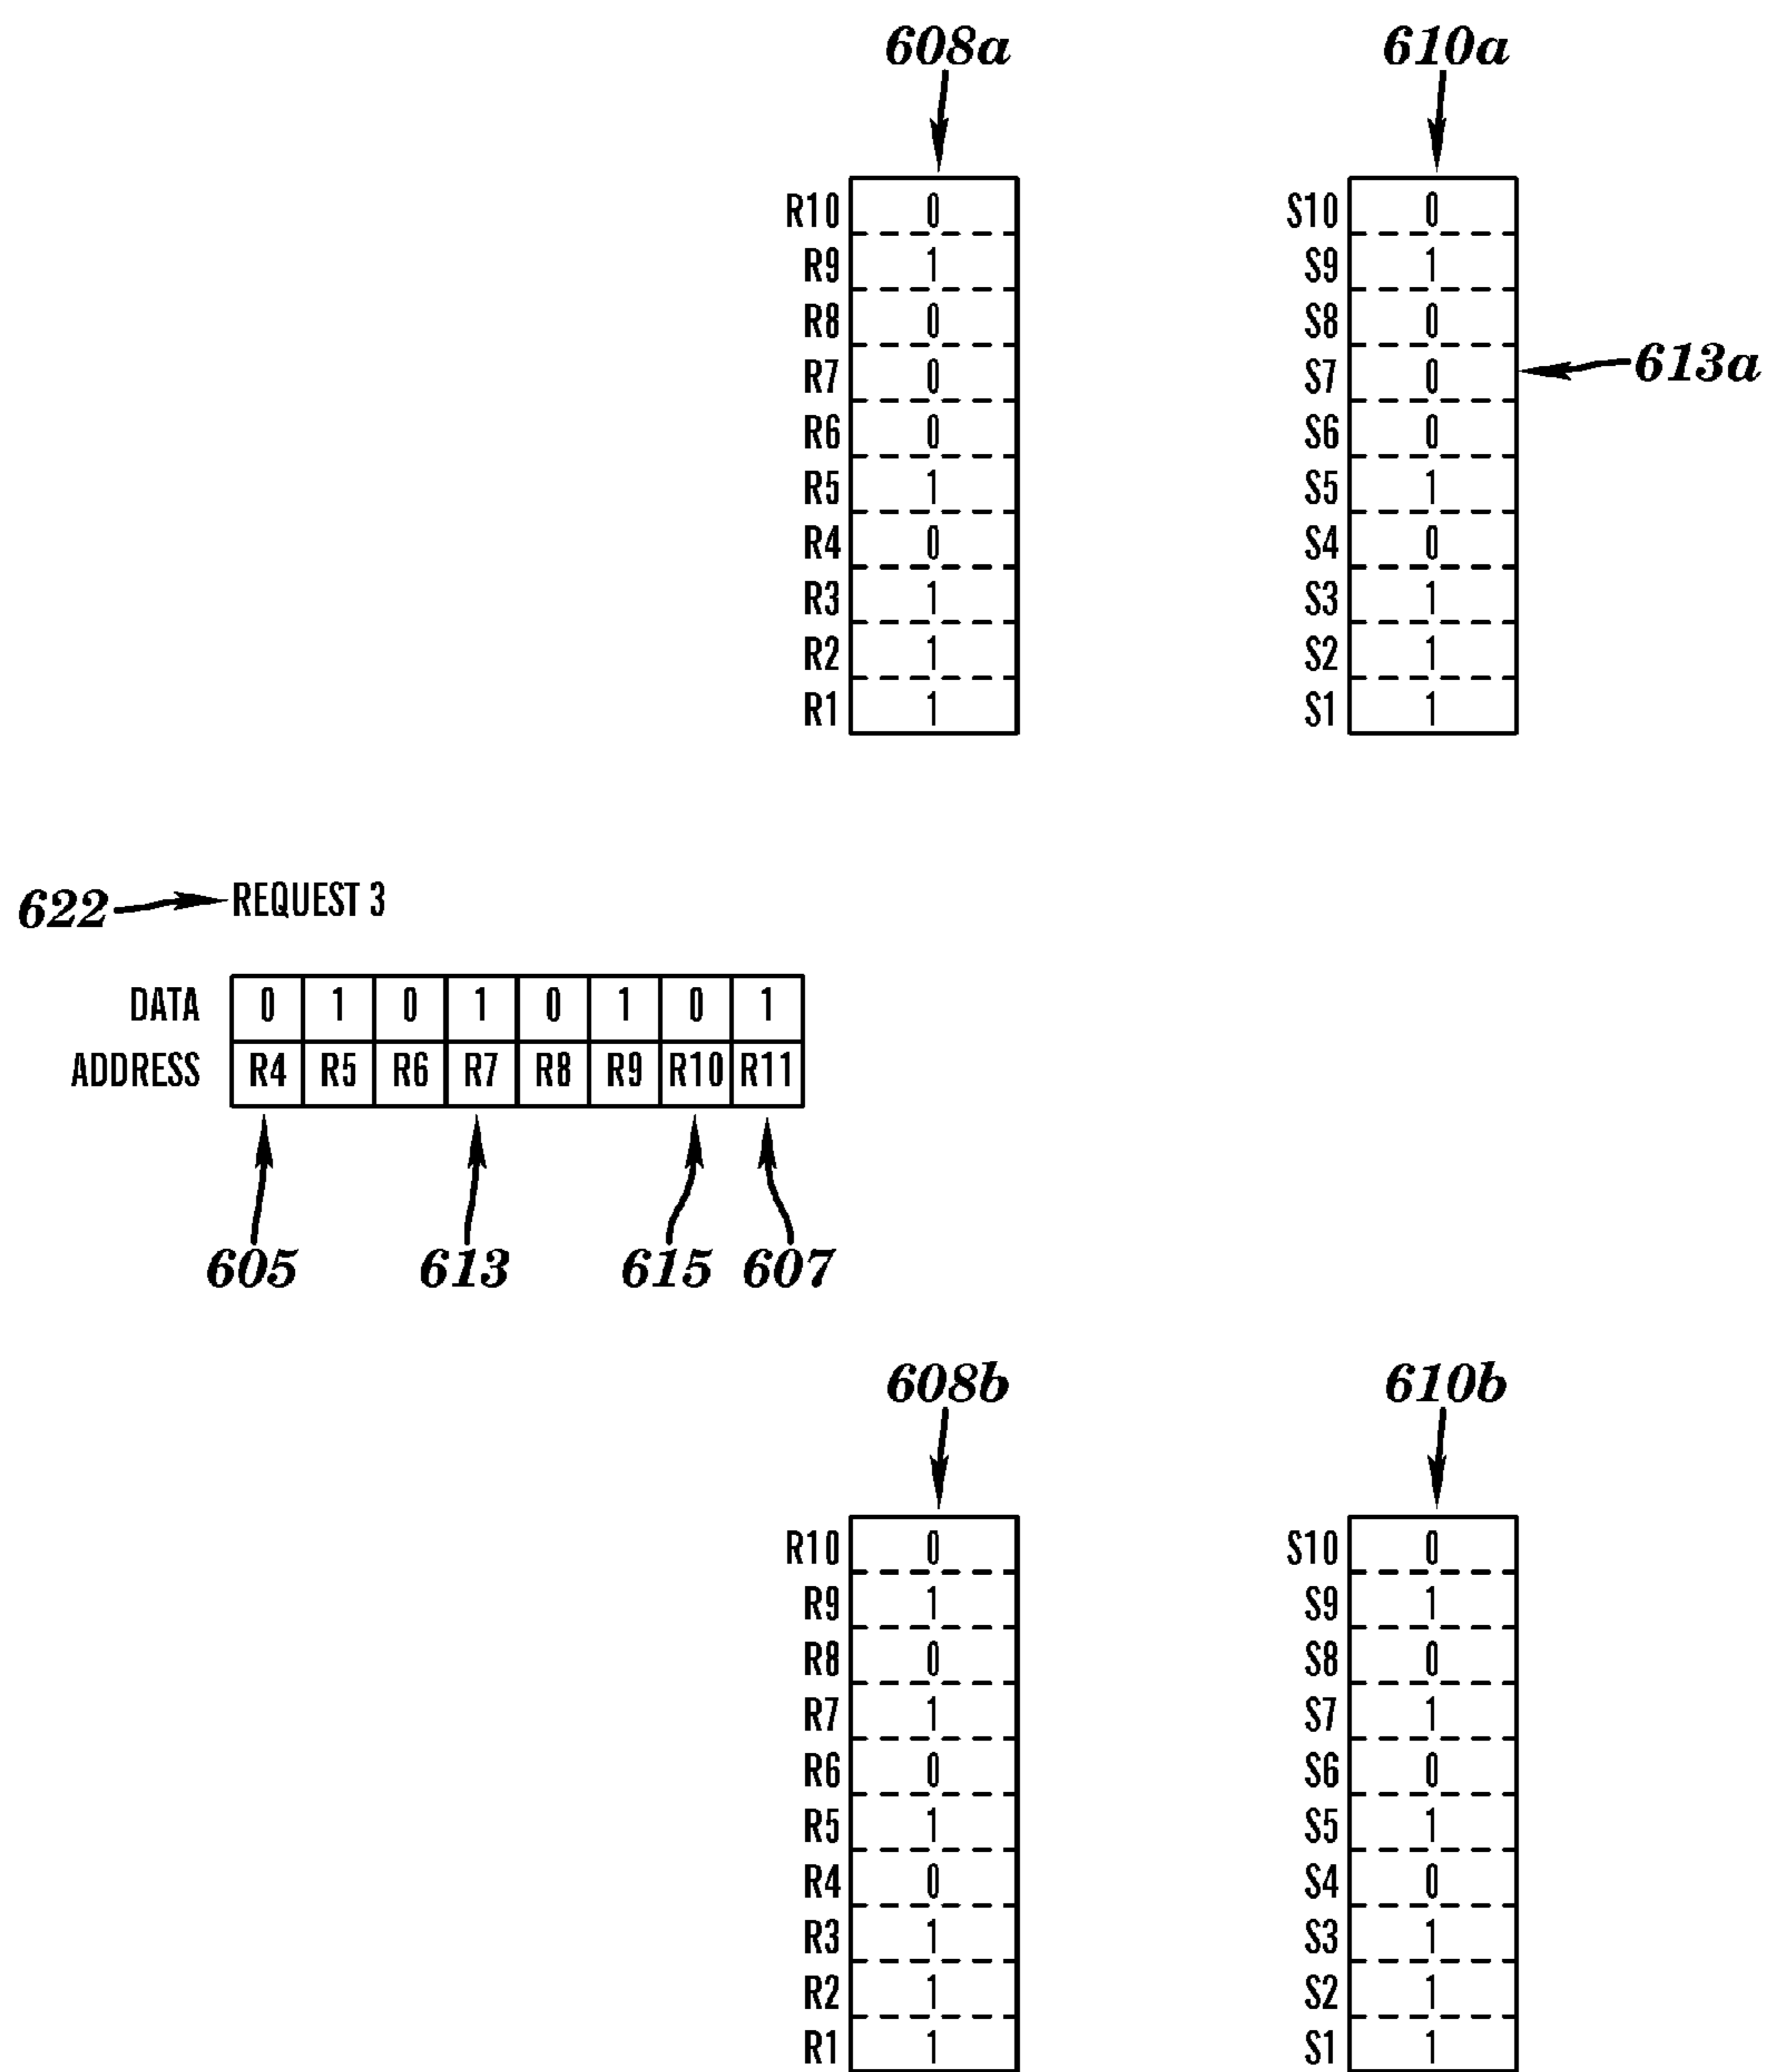 608a 610a
R10 0 S10 0
R9 1 S9 1
R8 0 S8 0
R7 0 S7 0 613a
R6 0 S6 0
R5 1 S5 1
R4 0 S4 0
R3 1 S3 1
R2 1 S2 1
R1 1 S1 1
622 REQUEST 3
DATA 0 1 0 1 0 1 0 1
ADDRESS R4 R5 R6 R7 R8 R9 R10 R11
605 613 615 607
608b 610b
R10 0 S10 0
R9 1 S9 1
R8 0 S8 0
R7 1 S7 1
R6 0 S6 0
R5 1 S5 1
R4 0 S4 0
R3 1 S3 1
R2 1 S2 1
R1 1 S1 1